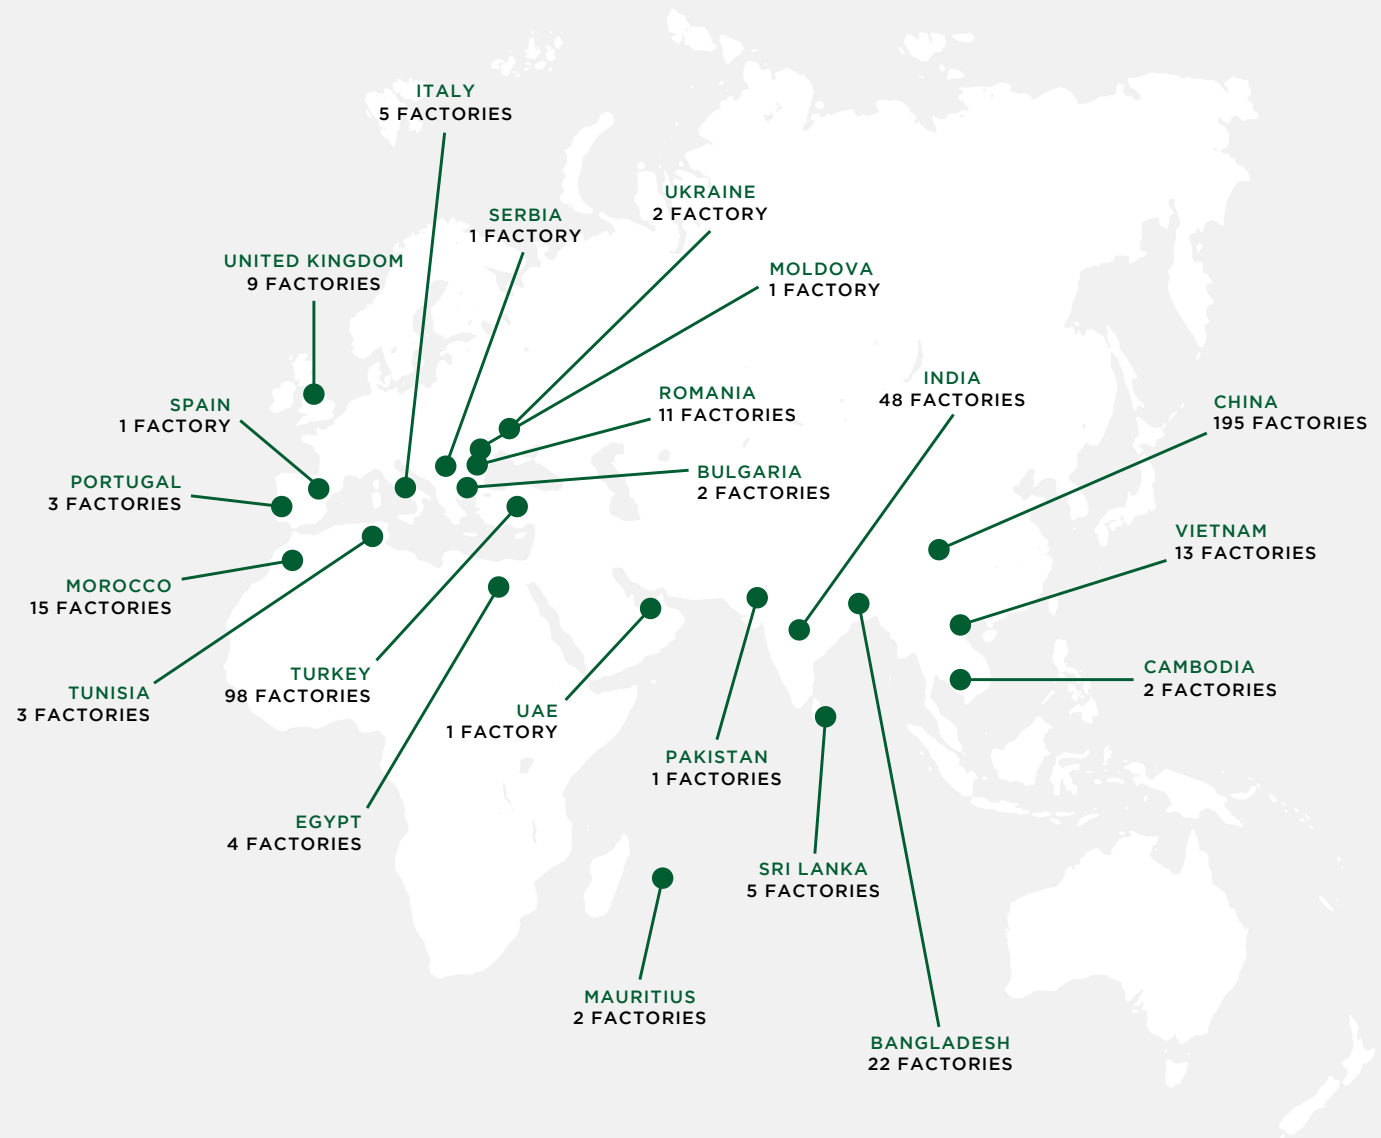 ITALY
5 FACTORIES
UKRAINE
2 FACTORY
SERBIA
1 FACTORY
UNITED KINGDOM
9 FACTORIES
MOLDOVA
1 FACTORY
INDIA
48 FACTORIES
ROMANIA
11 FACTORIES
CHINA
195 FACTORIES
SPAIN
1 FACTORY
BULGARIA
2 FACTORIES
PORTUGAL
3 FACTORIES
VIETNAM
13 FACTORIES
MOROCCO
15 FACTORIES
CAMBODIA
2 FACTORIES
TURKEY
98 FACTORIES
TUNISIA
3 FACTORIES
UAE
1 FACTORY
PAKISTAN
1 FACTORIES
EGYPT
4 FACTORIES
SRI LANKA
5 FACTORIES
MAURITIUS
2 FACTORIES
BANGLADESH
22 FACTORIES